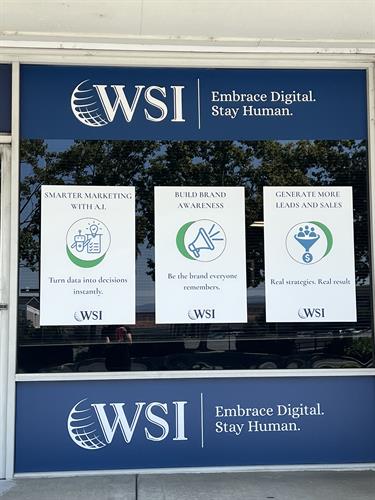 WSI
Embrace Digital.
Stay Human.
SMARTER MARKETING
WITH A.I.
Turn data into decisions
instantly.
WSI
BUILD BRAND
AWARENESS
Be the brand everyone
remembers.
WSI
GENERATE MORE
LEADS AND SALES
$
Real strategies. Real result
WSI
WSI
Embrace Digital.
Stay Human.